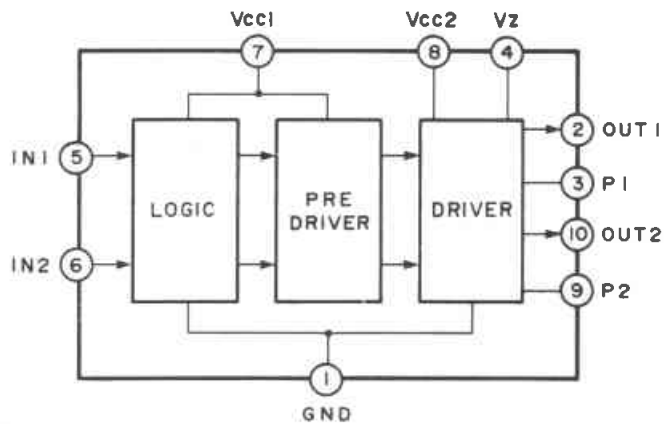 Vcc1 Vcc2 Vz
7 8 4
2 OUT1
IN1 5
3 P1
LOGIC
PRE
DRIVER
DRIVER
10 OUT2
IN2 6
9 P2
1
GND